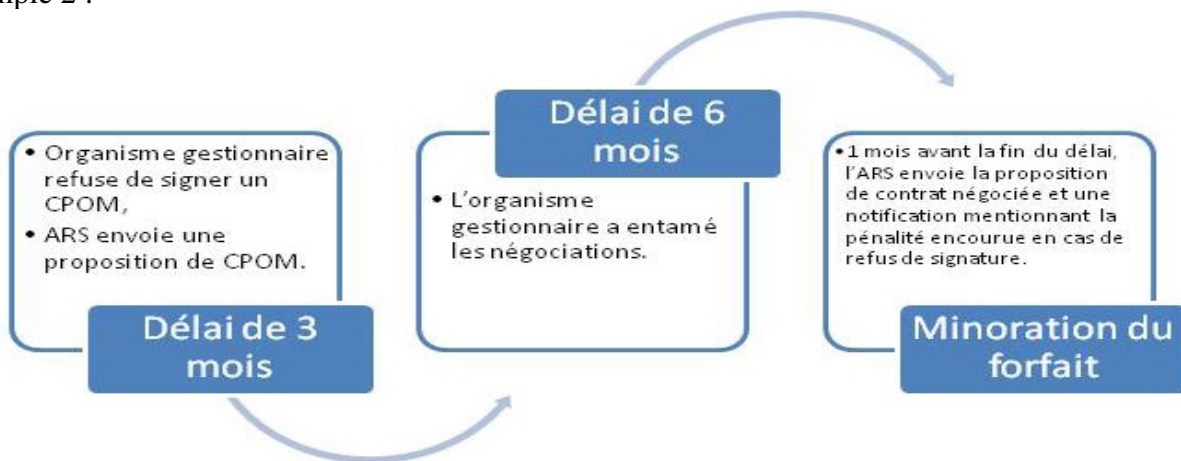 • Organisme gestionnaire
refuse de signer un
CPOM,
• ARS envoie une
proposition de CPOM.
Délai de 3
mois
Délai de 6
mois
• L'organisme
gestionnaire a entamé
les négociations.
• 1 mois avant la fin du délai,
l'ARS envoie la proposition
de contrat négociée et une
notification mentionnant la
pénalité encourue en cas de
refus de signature.
Minoration du
forfait